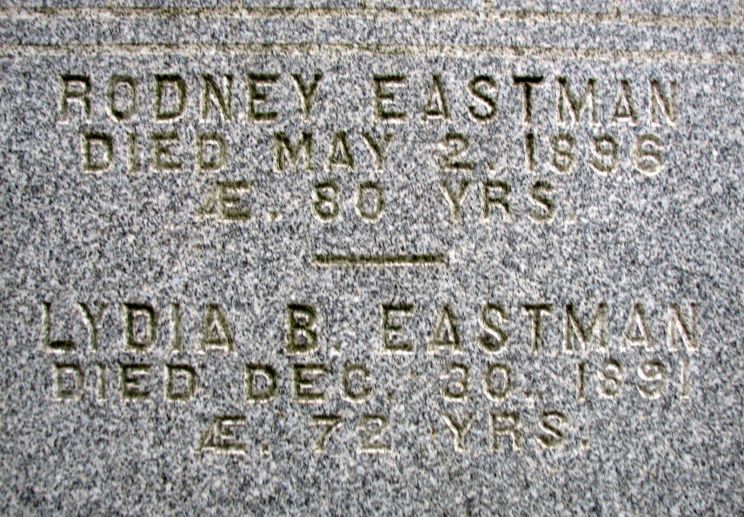 RODNEY EASTMAN
DIED MAY 2, 1896
Æ. 80 YRS.
LYDIA B. EASTMAN
DIED DEC. 30, 1891
Æ. 72 YRS.